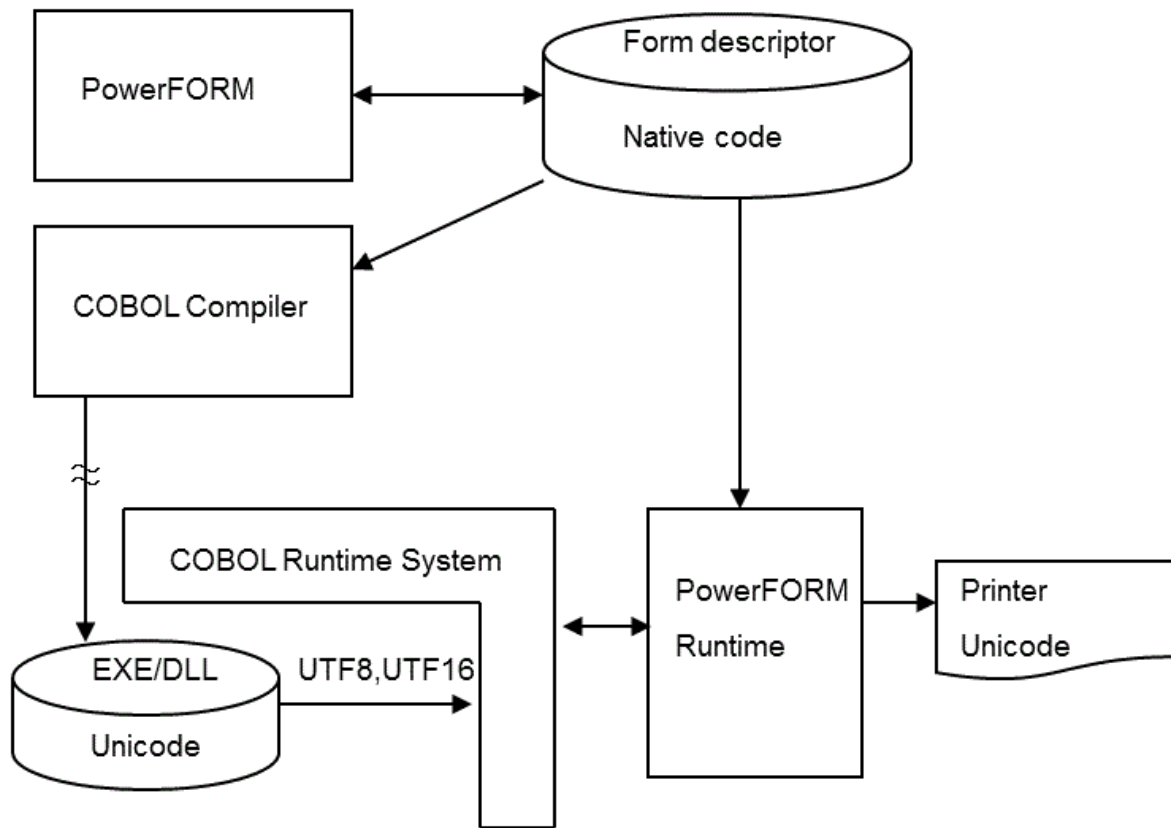 Form descriptor
PowerFORM
Native code
COBOL Compiler
COBOL Runtime System
PowerFORM
Runtime
Printer
Unicode
EXE/DLL
UTF8,UTF16
Unicode